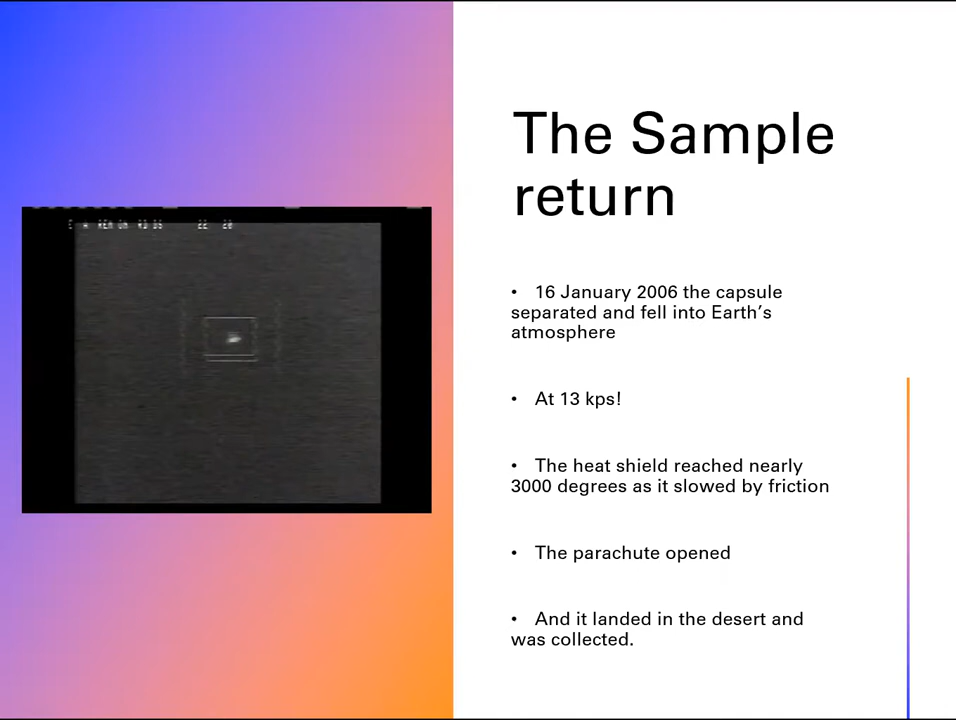 The Sample
return
• 16 January 2006 the capsule
separated and fell into Earth's
atmosphere
• At 13 kps!
• The heat shield reached nearly
3000 degrees as it slowed by friction
• The parachute opened
• And it landed in the desert and
was collected.